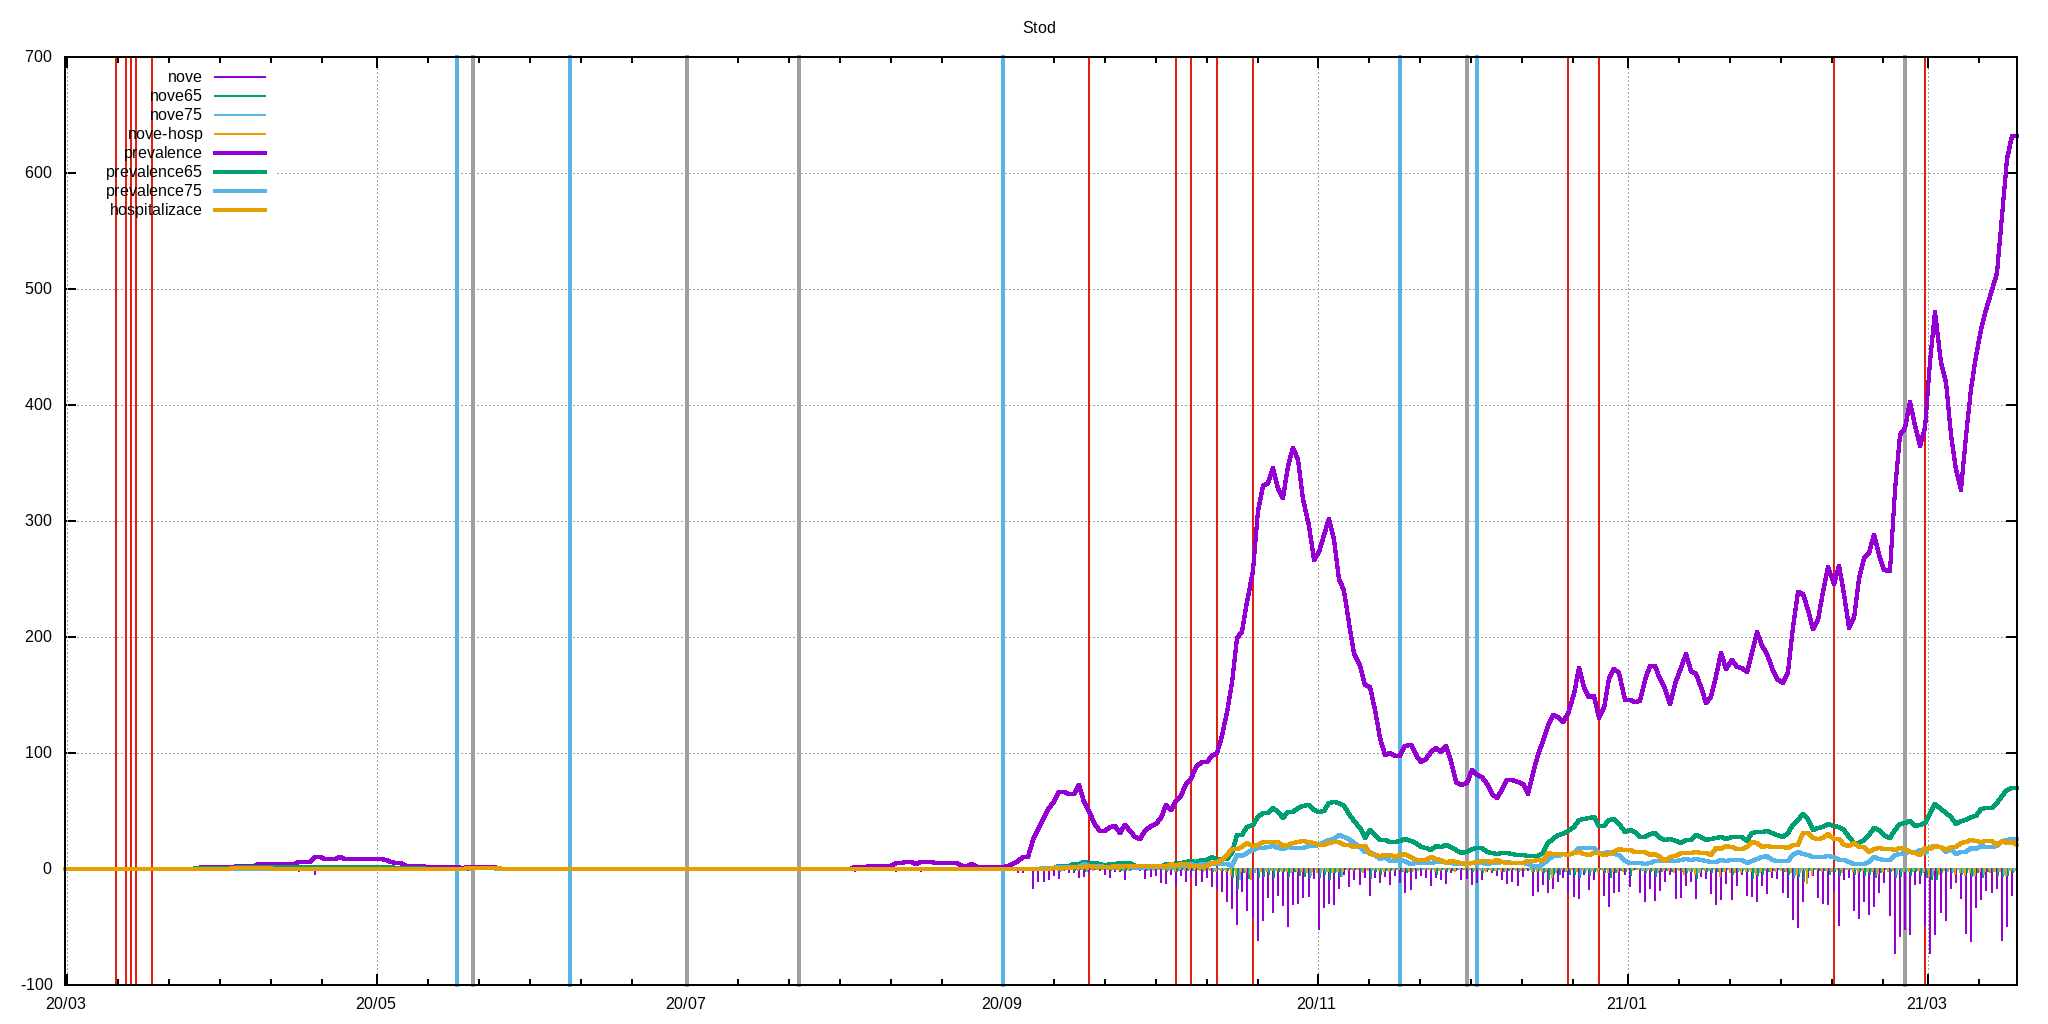 Stod
700
600
500
400
300
200
100
0
-100
nove
nove65
nove75
nove-hosp
prevalence
prevalence65
prevalence75
hospitalizace
20/03 20/05 20/07 20/09 20/11 21/01 21/03